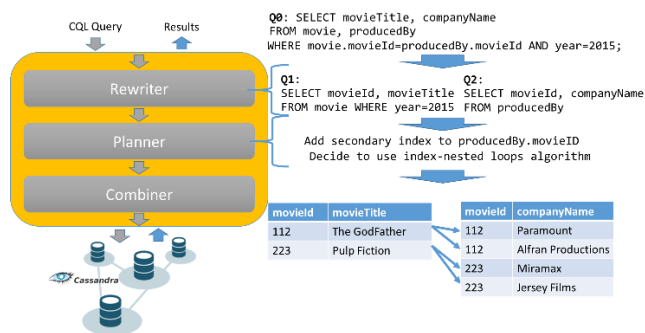 CQL Query
Results
Rewriter
Planner
Combiner
Cassandra
Q0: SELECT movieTitle, companyName
FROM movie, producedBy
WHERE movie.movieId=producedBy.movieId AND year=2015;
Q1:
SELECT movieId, movieTitle
FROM movie WHERE year=2015
Q2:
SELECT movieId, companyName
FROM producedBy
Add secondary index to producedBy.movieID
Decide to use index-nested loops algorithm
movieId movieTitle
112 The GodFather
223 Pulp Fiction
movieId companyName
112 Paramount
112 Alfran Productions
223 Miramax
223 Jersey Films